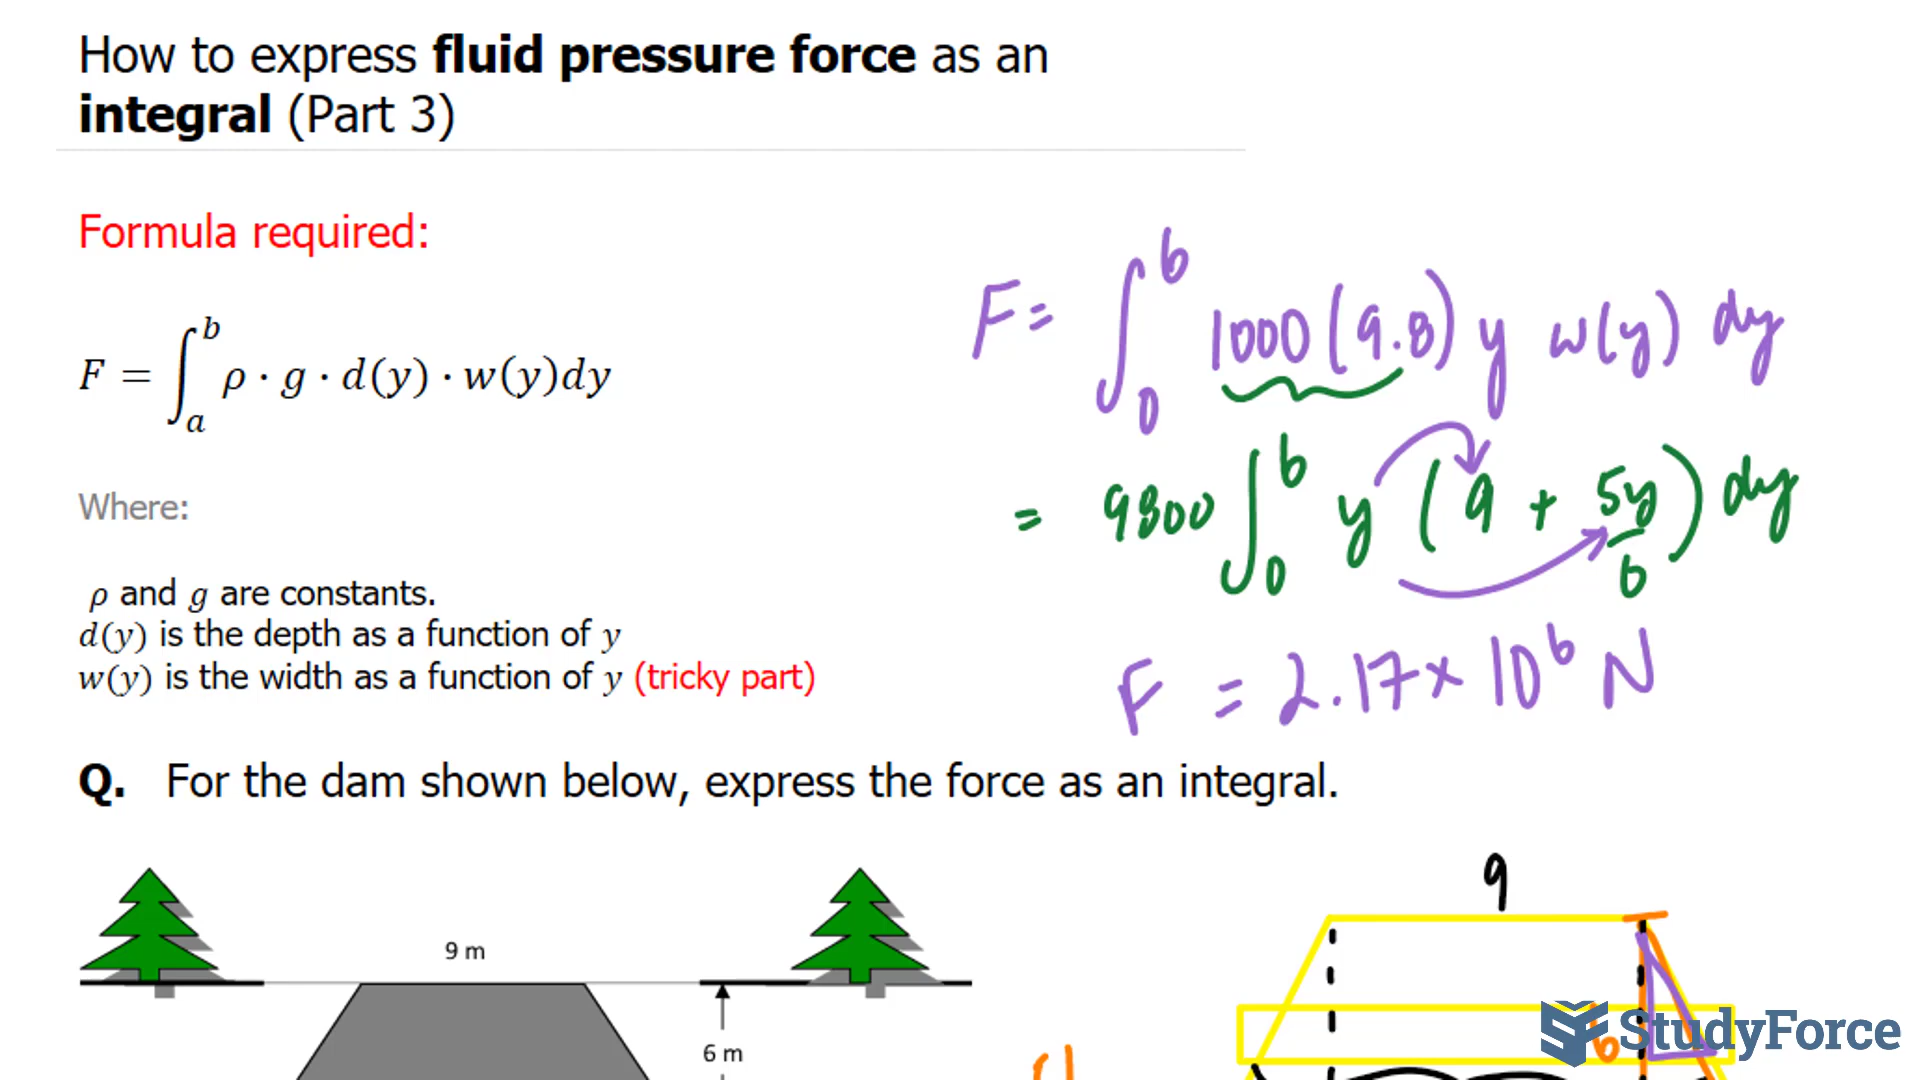 How to express fluid pressure force as an
integral (Part 3)
Formula required:
F = ∫_a^b ρ · g · d(y) · w(y)dy
Where:
ρ and g are constants.
d(y) is the depth as a function of y
w(y) is the width as a function of y (tricky part)
F = ∫_0^6 1000(9.8) y w(y) dy
= 9800 ∫_0^6 y (9 + 5y/6) dy
F = 2.17 x 10^6 N
Q. For the dam shown below, express the force as an integral.
9 m
6 m
9
6
StudyForce